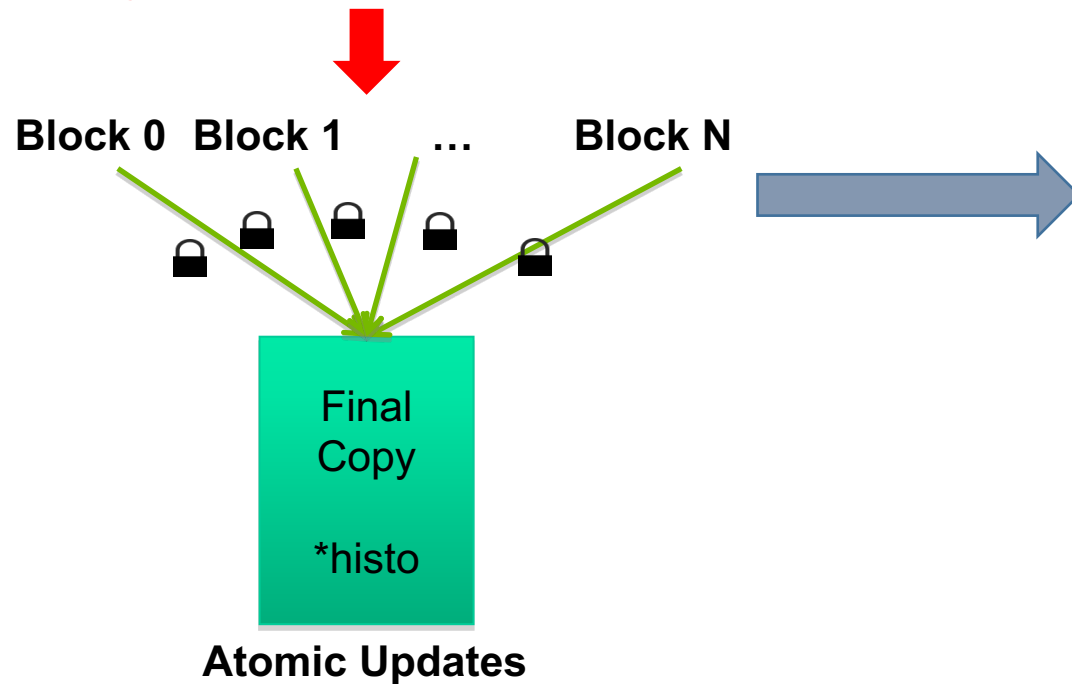 Block 0 Block 1 … Block N
Final
Copy
*histo
Atomic Updates